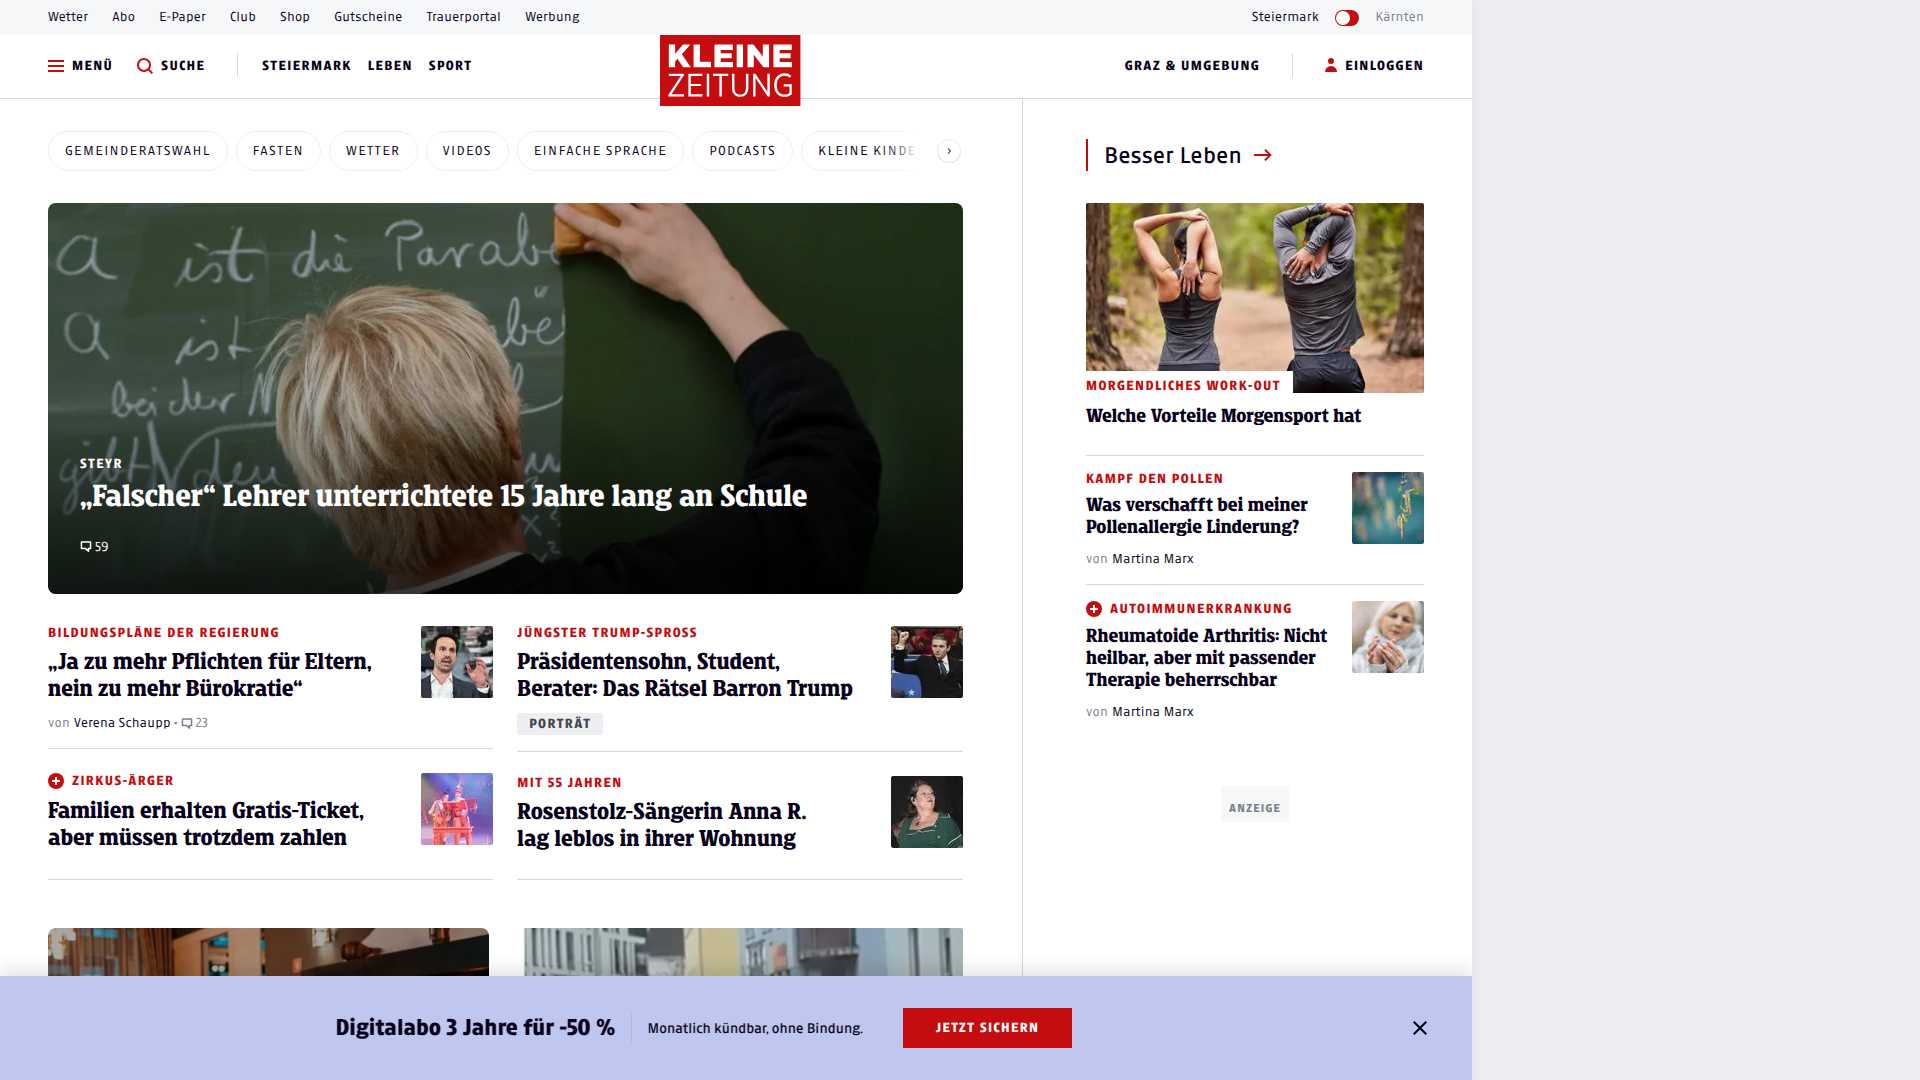 Wetter Abo E-Paper Club Shop Gutscheine Trauerportal Werbung Steiermark Kärnten
MENÜ SUCHE STEIERMARK LEBEN SPORT KLEINE ZEITUNG GRAZ & UMGEBUNG EINLOGGEN
GEMEINDERATSWAHL FASTEN WETTER VIDEOS EINFACHE SPRACHE PODCASTS KLEINE KINDE
A ist die Parabe
A ist Parabe
bei der N
STEYR
„Falscher“ Lehrer unterrichtete 15 Jahre lang an Schule
59
BILDUNGSPLÄNE DER REGIERUNG
„Ja zu mehr Pflichten für Eltern,
nein zu mehr Bürokratie“
von Verena Schaupp • 23
JÜNGSTER TRUMP-SPROSS
Präsidentensohn, Student,
Berater: Das Rätsel Barron Trump
PORTRÄT
ZIRKUS-ÄRGER
Familien erhalten Gratis-Ticket,
aber müssen trotzdem zahlen
MIT 55 JAHREN
Rosenstolz-Sängerin Anna R.
lag leblos in ihrer Wohnung
Besser Leben
MORGENDLICHES WORK-OUT
Welche Vorteile Morgensport hat
KAMPF DEN POLLEN
Was verschafft bei meiner
Pollenallergie Linderung?
von Martina Marx
AUTOIMMUNERKRANKUNG
Rheumatoide Arthritis: Nicht
heilbar, aber mit passender
Therapie beherrschbar
von Martina Marx
ANZEIGE
Digitalabo 3 Jahre für -50 % Monatlich kündbar, ohne Bindung. JETZT SICHERN